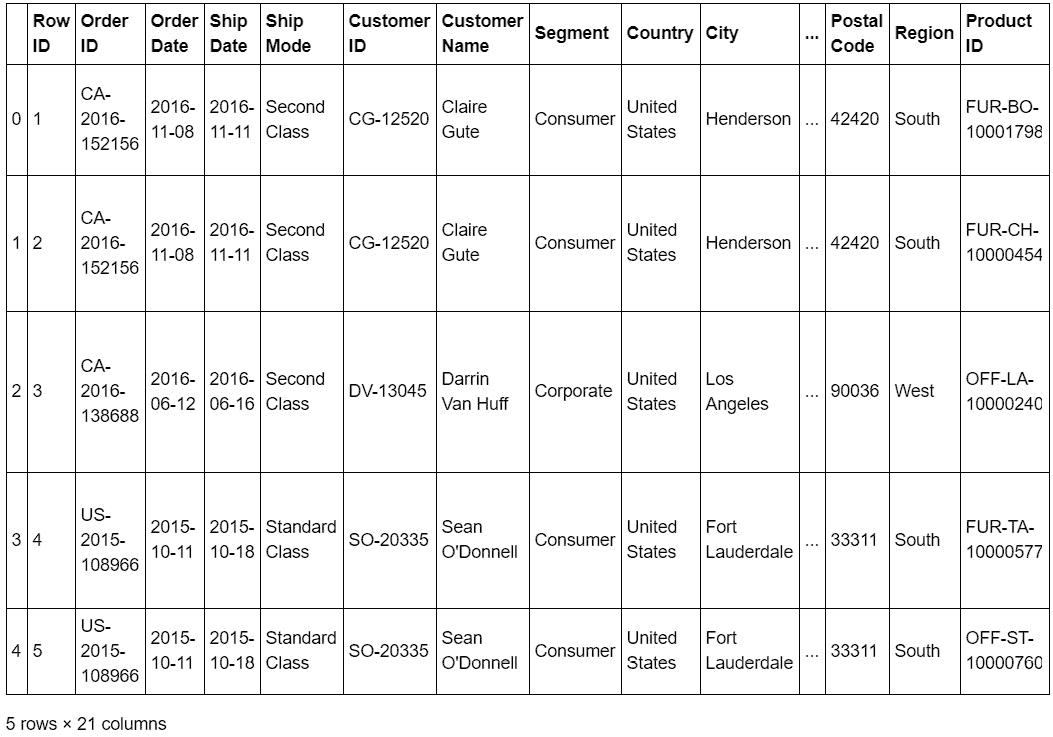 Row ID Order ID Order Date Ship Date Ship Mode Customer ID Customer Name Segment Country City ... Postal Code Region Product ID
0 1 CA-2016-152156 2016-11-08 2016-11-11 Second Class CG-12520 Claire Gute Consumer United States Henderson ... 42420 South FUR-BO-10001798
1 2 CA-2016-152156 2016-11-08 2016-11-11 Second Class CG-12520 Claire Gute Consumer United States Henderson ... 42420 South FUR-CH-10000454
2 3 CA-2016-138688 2016-06-12 2016-06-16 Second Class DV-13045 Darrin Van Huff Corporate United States Los Angeles ... 90036 West OFF-LA-10000240
3 4 US-2015-108966 2015-10-11 2015-10-18 Standard Class SO-20335 Sean O'Donnell Consumer United States Fort Lauderdale ... 33311 South FUR-TA-10000577
4 5 US-2015-108966 2015-10-11 2015-10-18 Standard Class SO-20335 Sean O'Donnell Consumer United States Fort Lauderdale ... 33311 South OFF-ST-10000760
5 rows × 21 columns